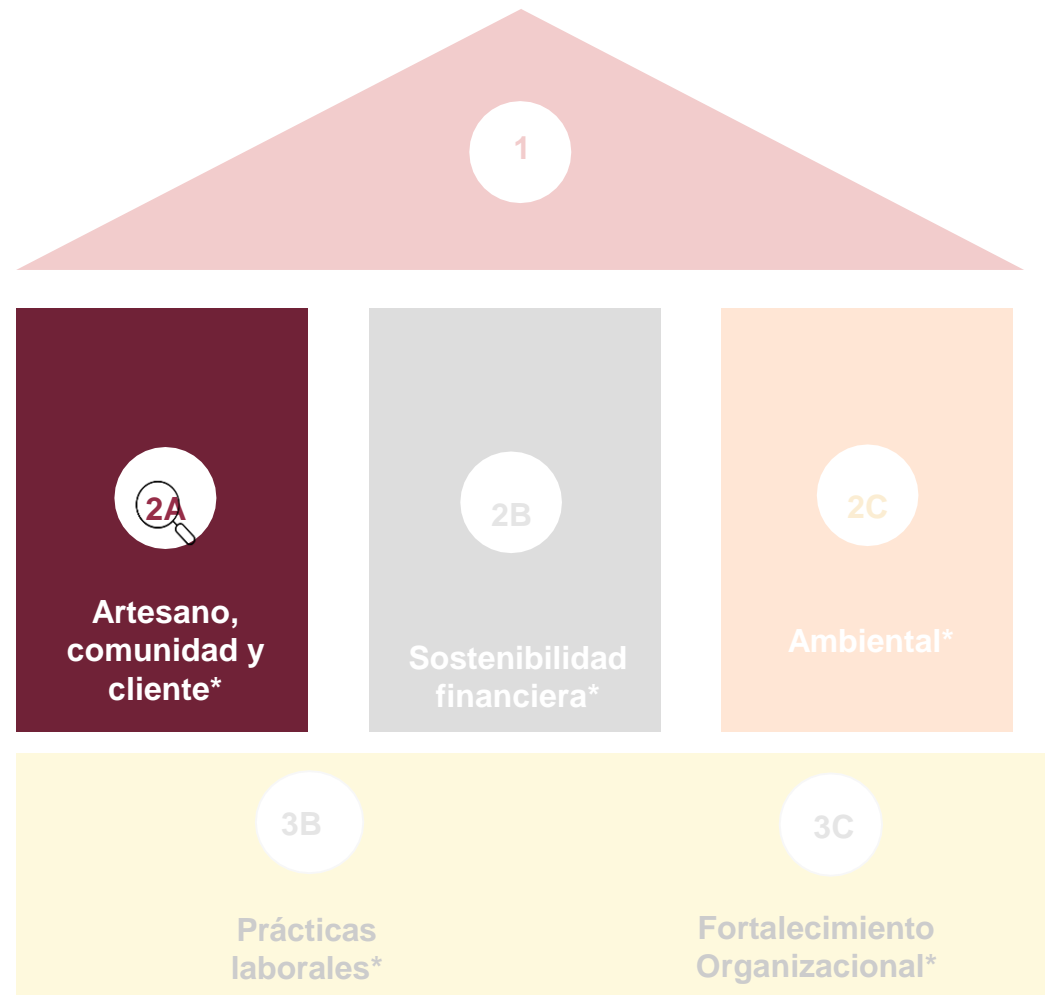 1
2A
Artesano,
comunidad y
cliente*
2B
Sostenibilidad
financiera*
2C
Ambiental*
3B
Prácticas
laborales*
3C
Fortalecimiento
Organizacional*